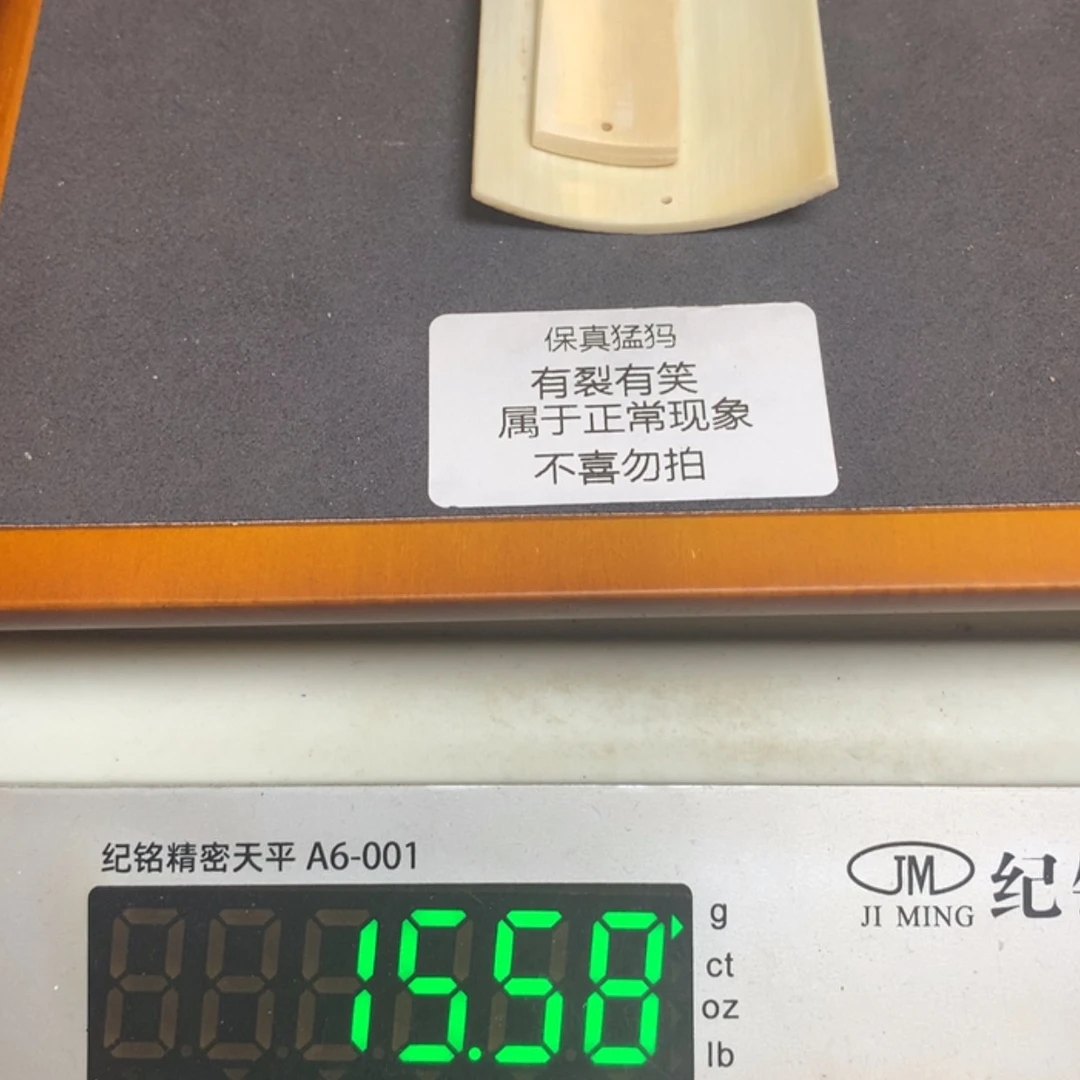 保真猛犸
有裂有笑
属于正常现象
不喜勿拍
纪铭精密天平 A6-001
JM
纪
JI MING
g
ct
oz
lb
15.58